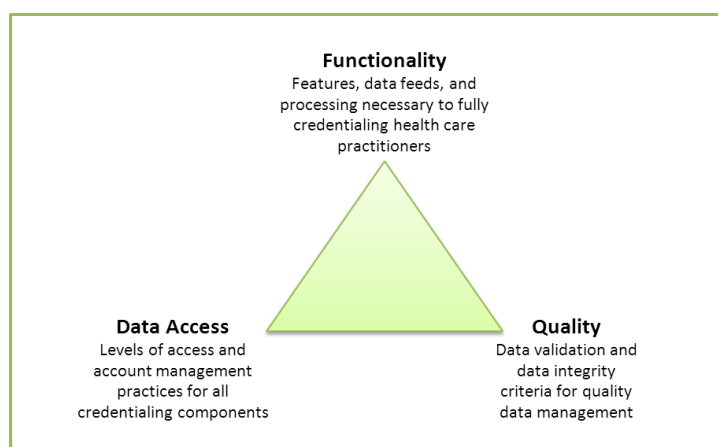 Functionality
Features, data feeds, and
processing necessary to fully
credentialing health care
practitioners
Data Access
Levels of access and
account management
practices for all
credentialing components
Quality
Data validation and
data integrity
criteria for quality
data management